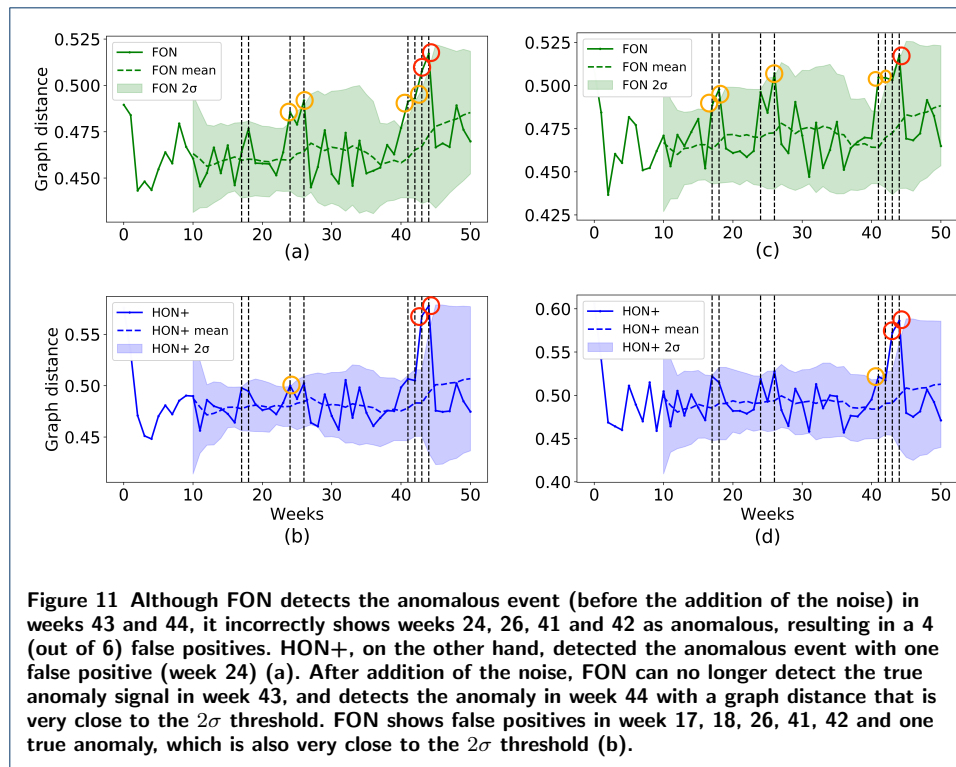 0.525
0.500
0.475
0.450
Graph distance
FON
FON mean
FON 2σ
0 10 20 30 40 50
(a)
0.525
0.500
0.475
0.450
0.425
FON
FON mean
FON 2σ
0 10 20 30 40 50
(c)
0.55
0.50
0.45
Graph distance
HON+
HON+ mean
HON+ 2σ
0 10 20 30 40 50
Weeks
(b)
0.60
0.55
0.50
0.45
0.40
HON+
HON+ mean
HON+ 2σ
0 10 20 30 40 50
Weeks
(d)
Figure 11 Although FON detects the anomalous event (before the addition of the noise) in
weeks 43 and 44, it incorrectly shows weeks 24, 26, 41 and 42 as anomalous, resulting in a 4
(out of 6) false positives. HON+, on the other hand, detected the anomalous event with one
false positive (week 24) (a). After addition of the noise, FON can no longer detect the true
anomaly signal in week 43, and detects the anomaly in week 44 with a graph distance that is
very close to the 2σ threshold. FON shows false positives in week 17, 18, 26, 41, 42 and one
true anomaly, which is also very close to the 2σ threshold (b).